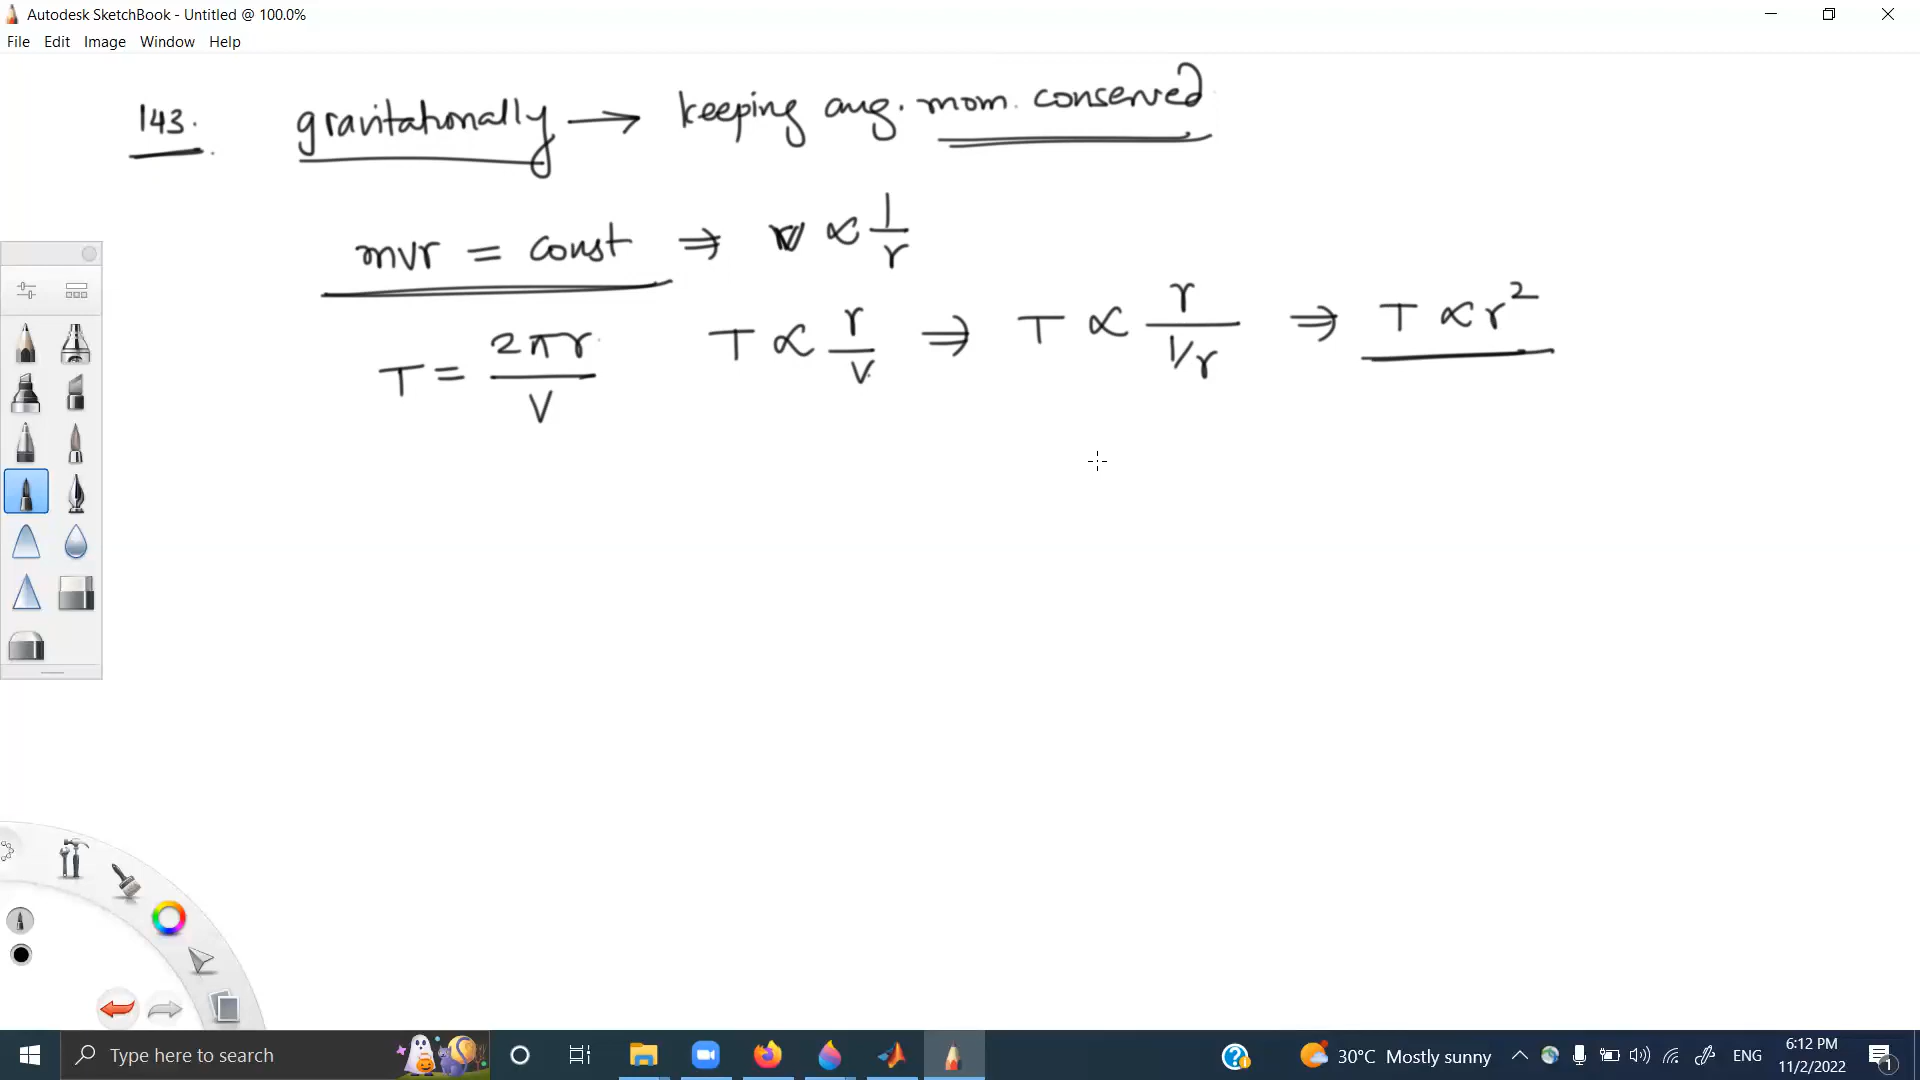 Autodesk SketchBook - Untitled @ 100.0%
File Edit Image Window Help
143. gravitationally → keeping ang. mom. conserved
mvr = const ⇒ v ∝ 1/r
T = 2πr/v T ∝ r/v ⇒ T ∝ r/(1/r) ⇒ T ∝ r²
Type here to search
30°C Mostly sunny
ENG
6:12 PM
11/2/2022
1